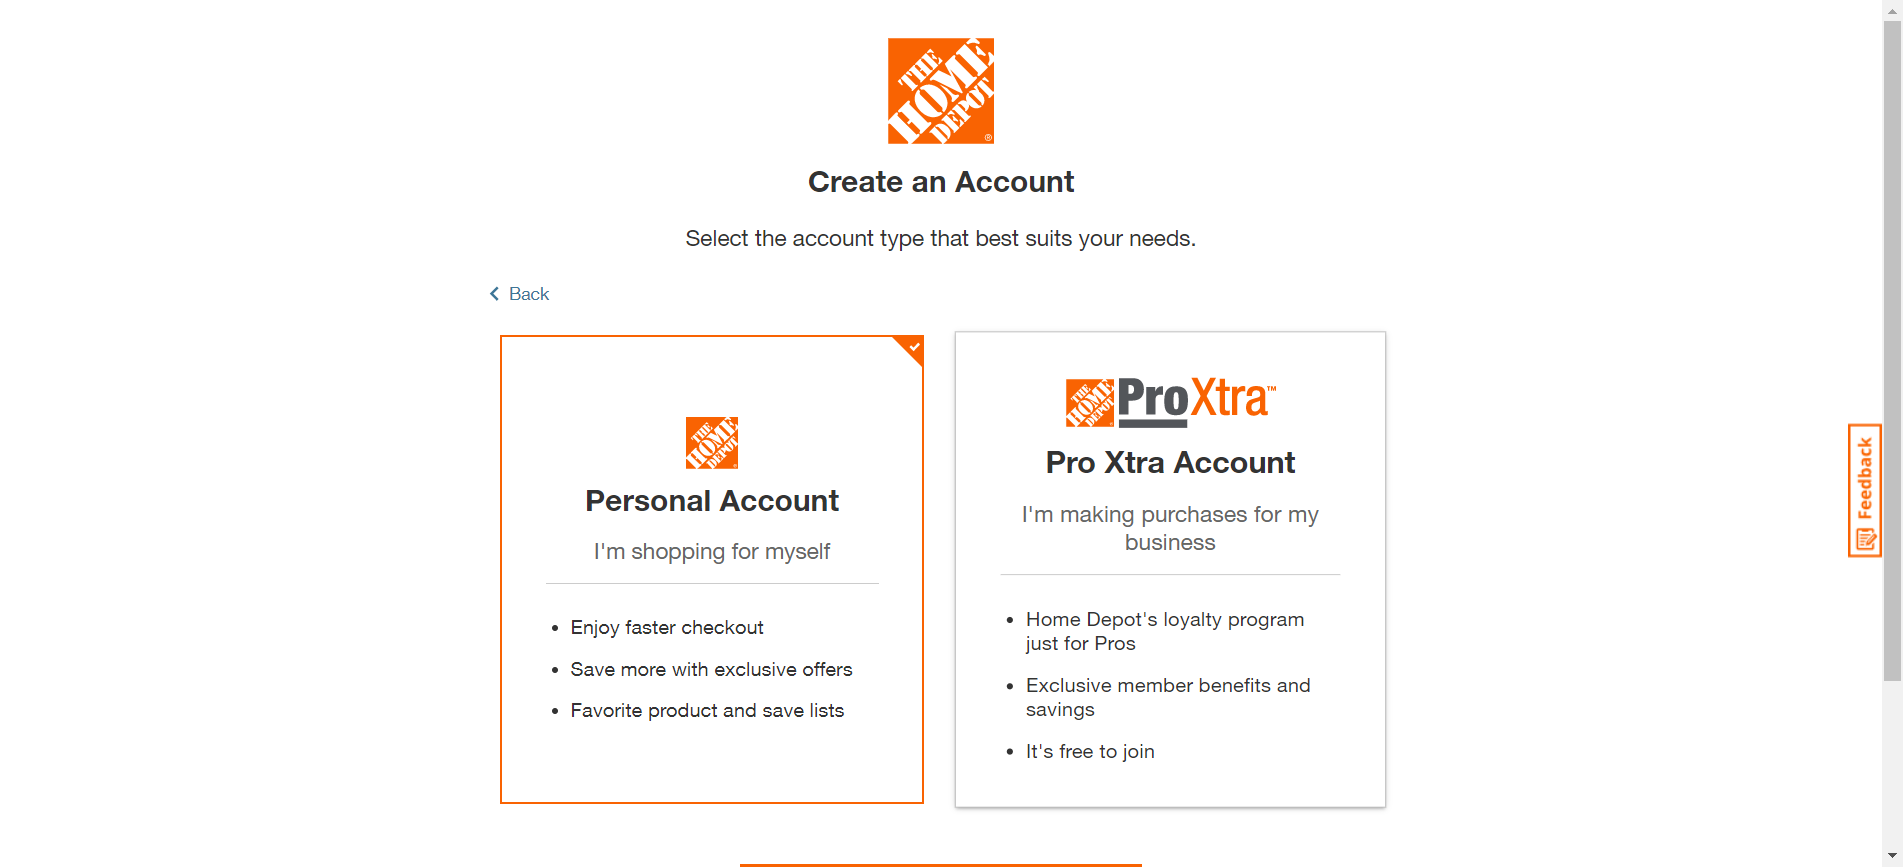 THE
HOME
DEPOT
®
Create an Account
Select the account type that best suits your needs.
Back
THE
HOME
DEPOT
Personal Account
I'm shopping for myself
• Enjoy faster checkout
• Save more with exclusive offers
• Favorite product and save lists
THE
HOME
DEPOT
ProXtra™
Pro Xtra Account
I'm making purchases for my
business
• Home Depot's loyalty program
just for Pros
• Exclusive member benefits and
savings
• It's free to join
Feedback